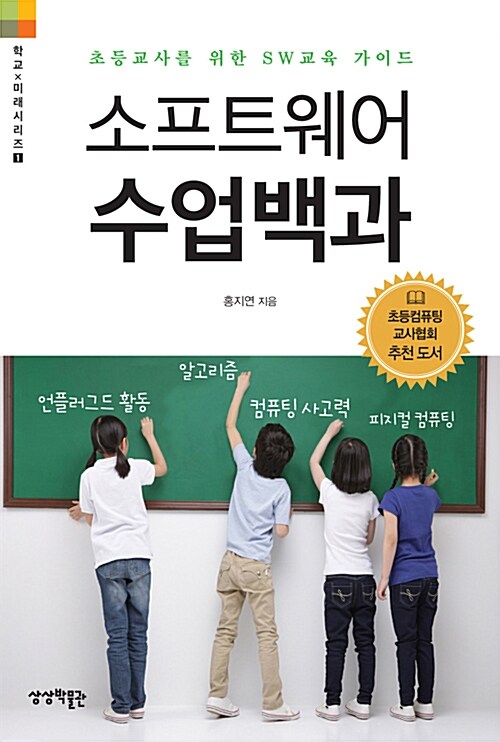 학교×미래시리즈 1
초등교사를 위한 SW교육 가이드
소프트웨어
수업백과
홍지연 지음
초등컴퓨팅
교사협회
추천 도서
알고리즘
언플러그드 활동
컴퓨팅 사고력
피지컬 컴퓨팅
상상박물관